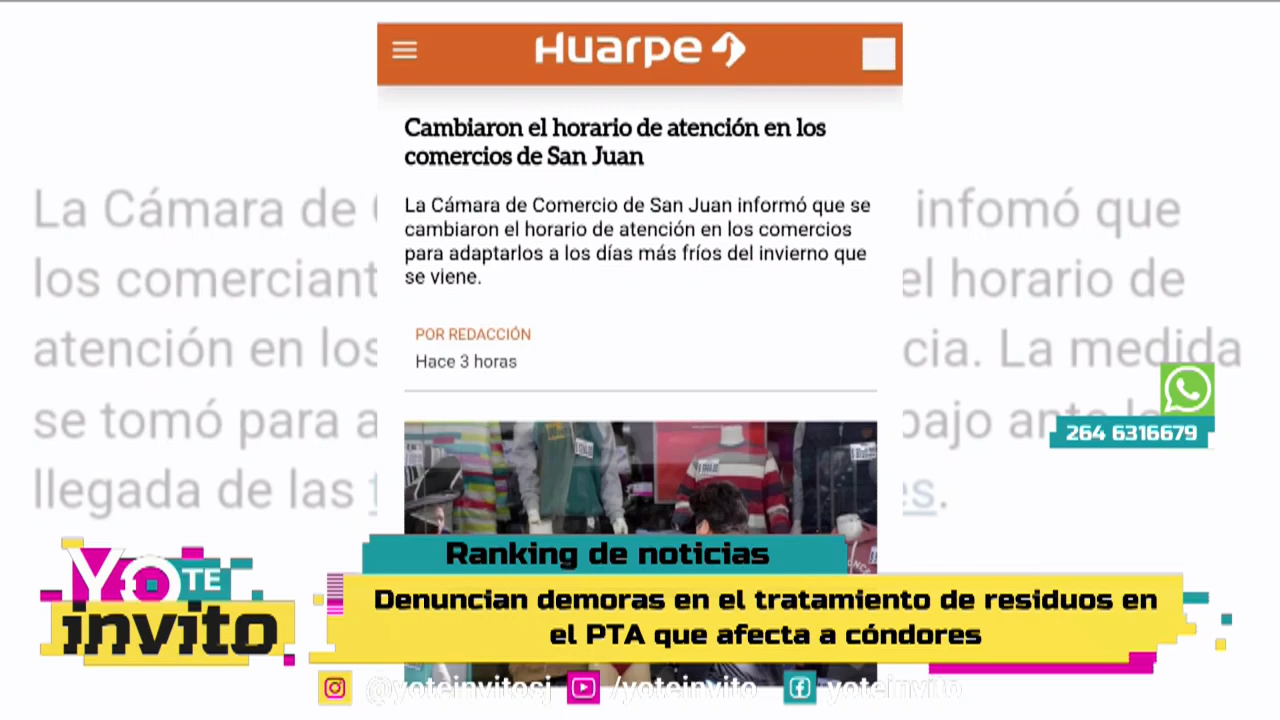 Huarpe
Cambiaron el horario de atención en los
comercios de San Juan
La Cámara de Comercio de San Juan informó que se
cambiaron el horario de atención en los comercios
para adaptarlos a los días más fríos del invierno que
se viene.
POR REDACCIÓN
Hace 3 horas
La Cámara de infomó que
los comerciant el horario de
atención en los cia. La medida
se tomó para a bajo
llegada de las es.
264 6316679
Ranking de noticias
YO TE
invito
Denuncian demoras en el tratamiento de residuos en
el PTA que afecta a cóndores
@yoteinvitosj /yoteinvito yoteinvito